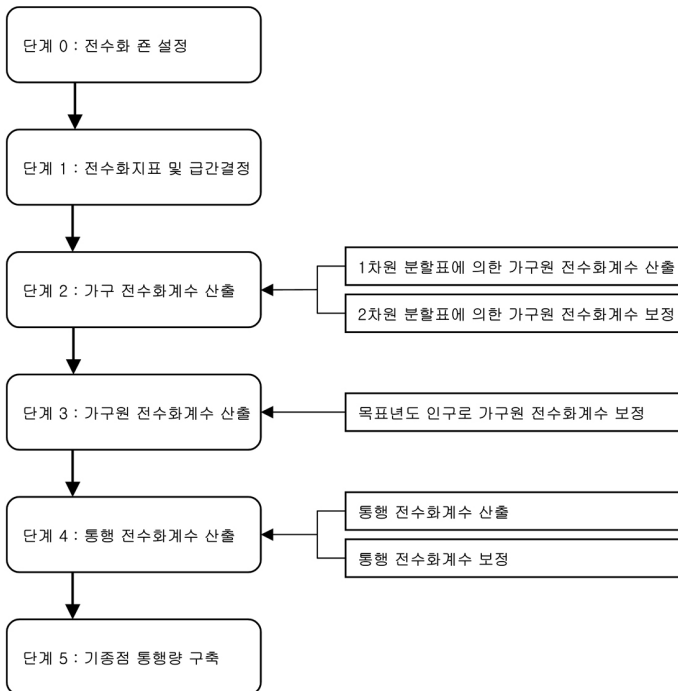 단계 0 : 전수화 존 설정
단계 1 : 전수화지표 및 급간결정
단계 2 : 가구 전수화계수 산출
1차원 분할표에 의한 가구원 전수화계수 산출
2차원 분할표에 의한 가구원 전수화계수 보정
단계 3 : 가구원 전수화계수 산출
목표년도 인구로 가구원 전수화계수 보정
단계 4 : 통행 전수화계수 산출
통행 전수화계수 산출
통행 전수화계수 보정
단계 5 : 기종점 통행량 구축